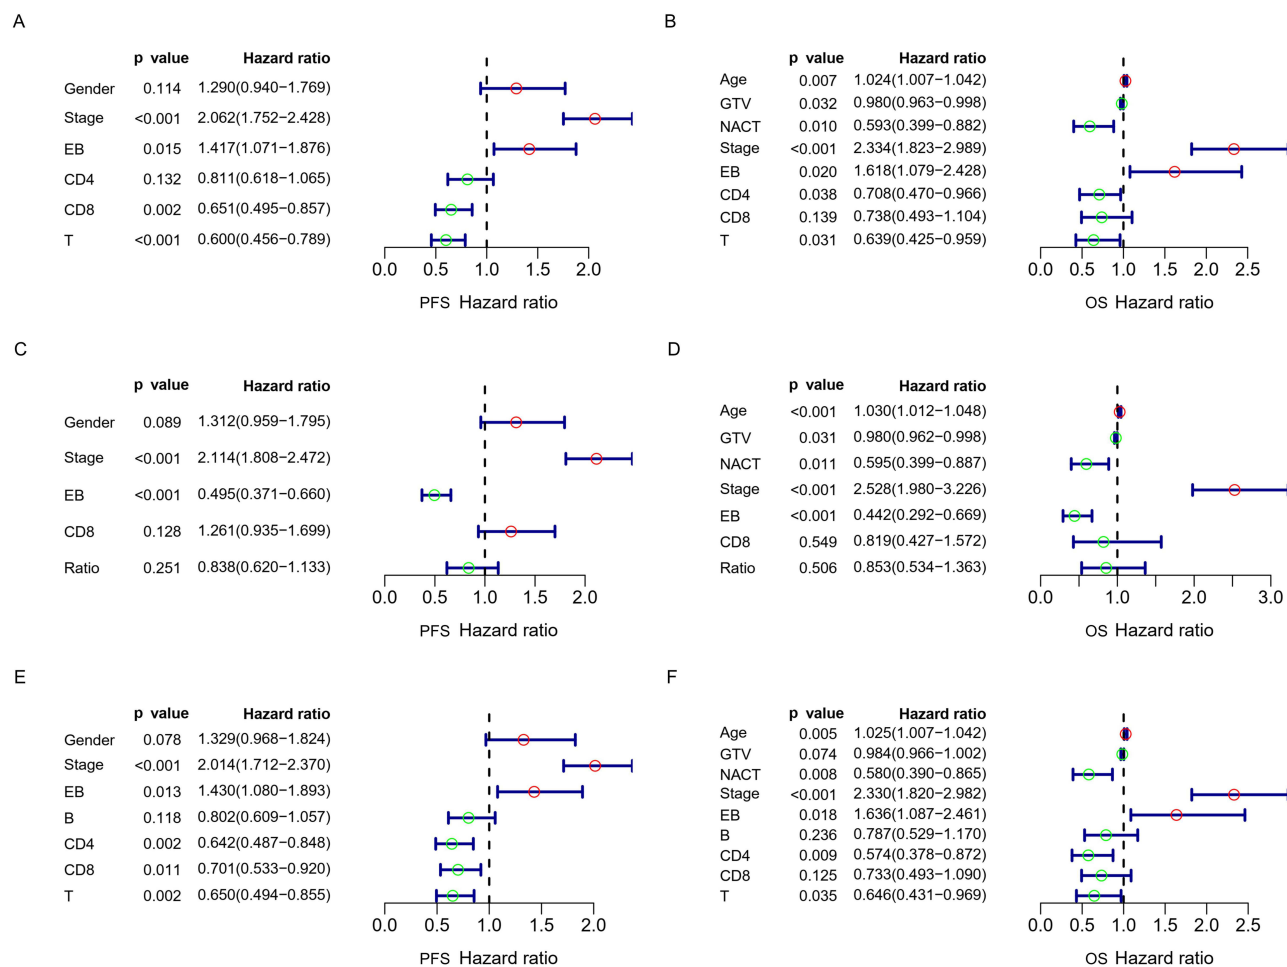 A
p value Hazard ratio
Gender 0.114 1.290(0.940−1.769)
Stage <0.001 2.062(1.752−2.428)
EB 0.015 1.417(1.071−1.876)
CD4 0.132 0.811(0.618−1.065)
CD8 0.002 0.651(0.495−0.857)
T <0.001 0.600(0.456−0.789)
0.0 0.5 1.0 1.5 2.0
PFS Hazard ratio
B
p value Hazard ratio
Age 0.007 1.024(1.007−1.042)
GTV 0.032 0.980(0.963−0.998)
NACT 0.010 0.593(0.399−0.882)
Stage <0.001 2.334(1.823−2.989)
EB 0.020 1.618(1.079−2.428)
CD4 0.038 0.708(0.470−0.966)
CD8 0.139 0.738(0.493−1.104)
T 0.031 0.639(0.425−0.959)
0.0 0.5 1.0 1.5 2.0 2.5
OS Hazard ratio
C
p value Hazard ratio
Gender 0.089 1.312(0.959−1.795)
Stage <0.001 2.114(1.808−2.472)
EB <0.001 0.495(0.371−0.660)
CD8 0.128 1.261(0.935−1.699)
Ratio 0.251 0.838(0.620−1.133)
0.0 0.5 1.0 1.5 2.0
PFS Hazard ratio
D
p value Hazard ratio
Age <0.001 1.030(1.012−1.048)
GTV 0.031 0.980(0.962−0.998)
NACT 0.011 0.595(0.399−0.887)
Stage <0.001 2.528(1.980−3.226)
EB <0.001 0.442(0.292−0.669)
CD8 0.549 0.819(0.427−1.572)
Ratio 0.506 0.853(0.534−1.363)
0.0 1.0 2.0 3.0
OS Hazard ratio
E
p value Hazard ratio
Gender 0.078 1.329(0.968−1.824)
Stage <0.001 2.014(1.712−2.370)
EB 0.013 1.430(1.080−1.893)
B 0.118 0.802(0.609−1.057)
CD4 0.002 0.642(0.487−0.848)
CD8 0.011 0.701(0.533−0.920)
T 0.002 0.650(0.494−0.855)
0.0 0.5 1.0 1.5 2.0
PFS Hazard ratio
F
p value Hazard ratio
Age 0.005 1.025(1.007−1.042)
GTV 0.074 0.984(0.966−1.002)
NACT 0.008 0.580(0.390−0.865)
Stage <0.001 2.330(1.820−2.982)
EB 0.018 1.636(1.087−2.461)
B 0.236 0.787(0.529−1.170)
CD4 0.009 0.574(0.378−0.872)
CD8 0.125 0.733(0.493−1.090)
T 0.035 0.646(0.431−0.969)
0.0 0.5 1.0 1.5 2.0 2.5
OS Hazard ratio